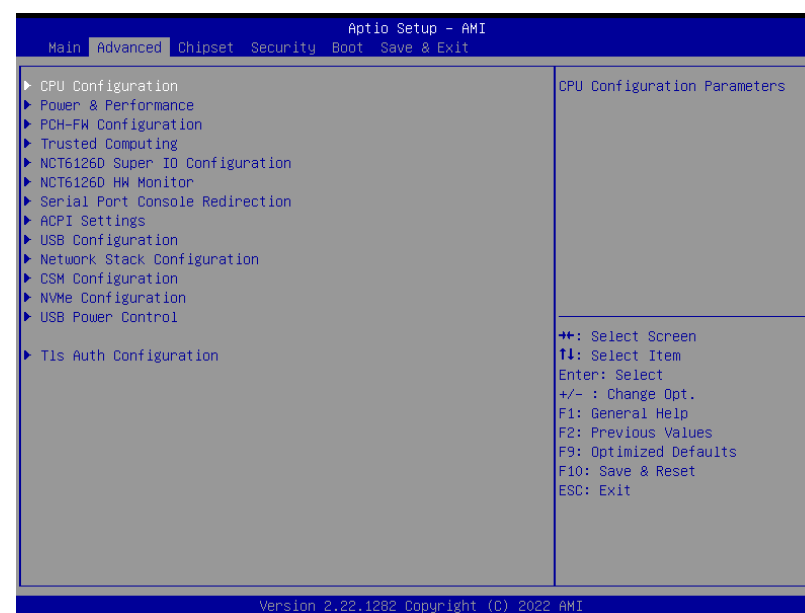 Aptio Setup – AMI
Main Advanced Chipset Security Boot Save & Exit
▶ CPU Configuration
▶ Power & Performance
▶ PCH-FW Configuration
▶ Trusted Computing
▶ NCT6126D Super IO Configuration
▶ NCT6126D HW Monitor
▶ Serial Port Console Redirection
▶ ACPI Settings
▶ USB Configuration
▶ Network Stack Configuration
▶ CSM Configuration
▶ NVMe Configuration
▶ USB Power Control
▶ Tls Auth Configuration
CPU Configuration Parameters
→←: Select Screen
↑↓: Select Item
Enter: Select
+/- : Change Opt.
F1: General Help
F2: Previous Values
F9: Optimized Defaults
F10: Save & Reset
ESC: Exit
Version 2.22.1282 Copyright (C) 2022 AMI